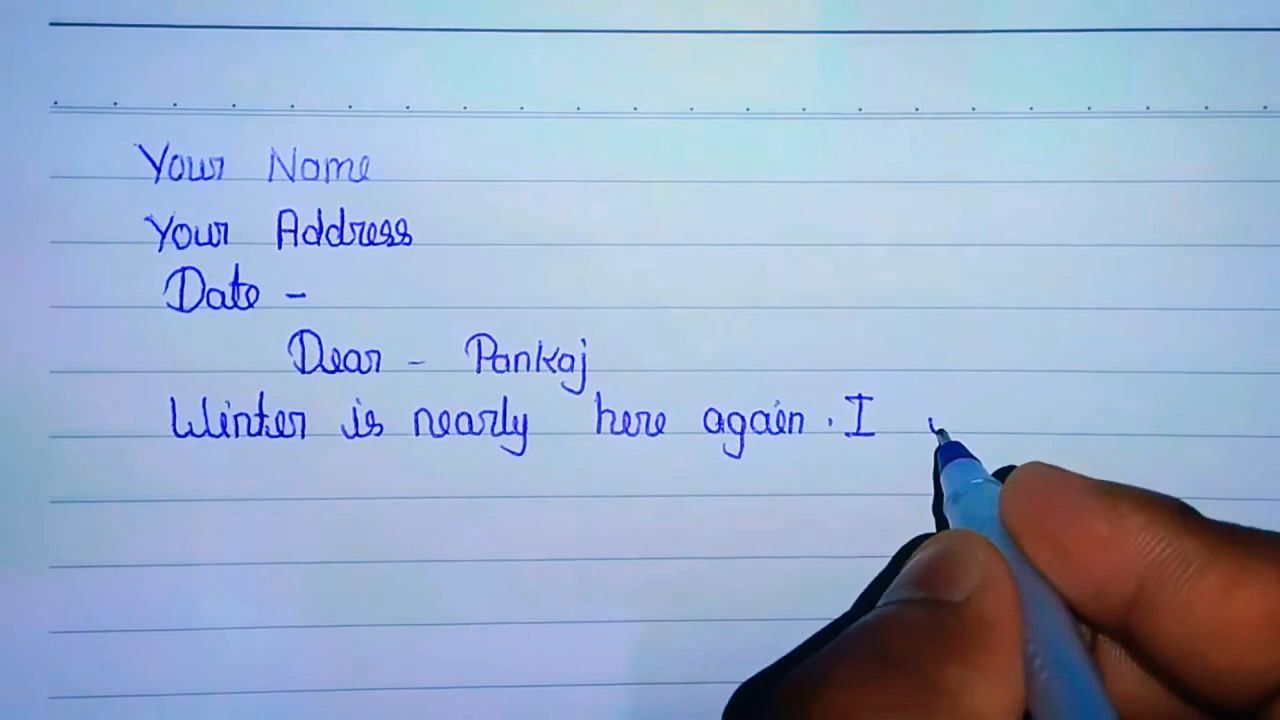 Your Name
Your Address
Date -
Dear - Pankaj
Winter is nearly here again. I